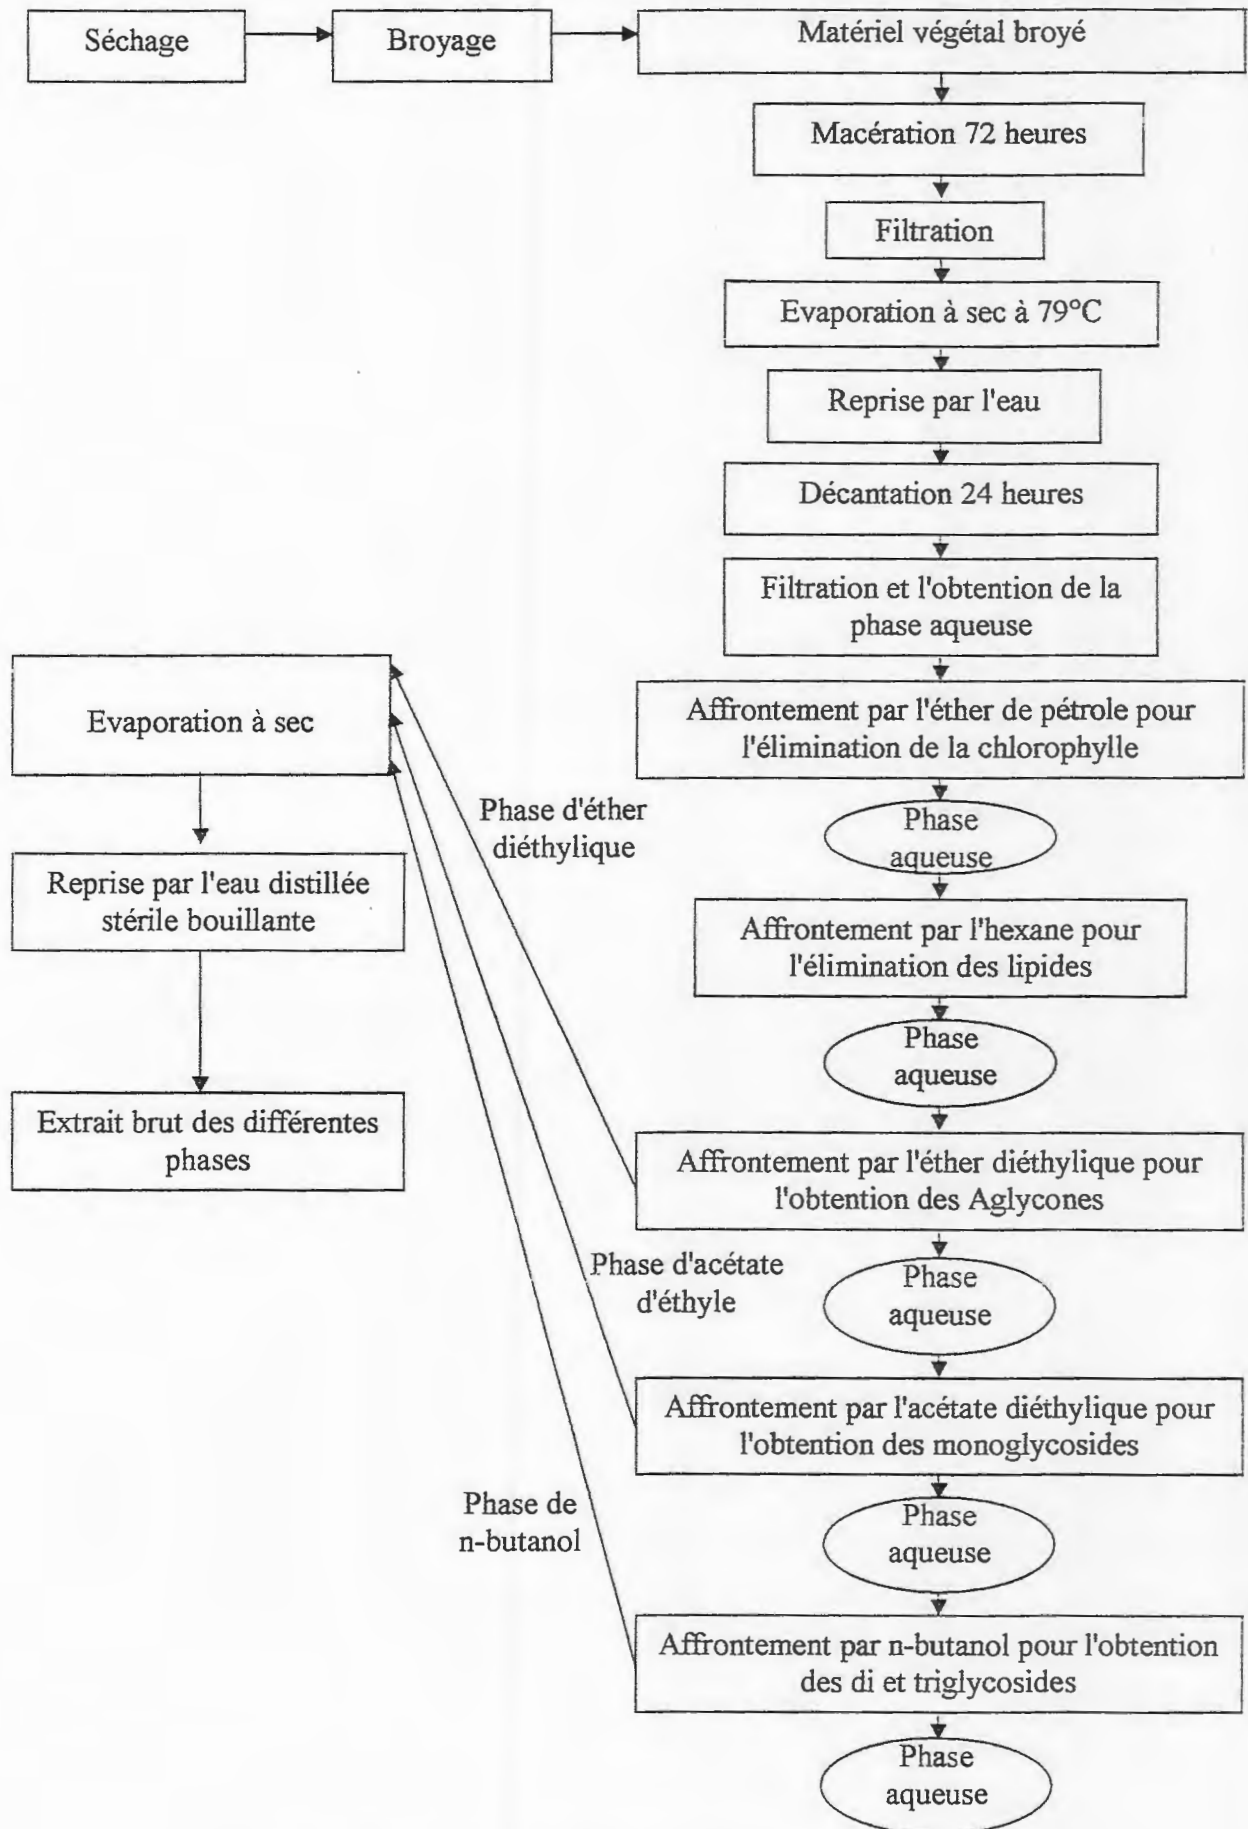 Séchage
Broyage
Matériel végétal broyé
Macération 72 heures
Filtration
Evaporation à sec à 79°C
Reprise par l'eau
Décantation 24 heures
Filtration et l'obtention de la
phase aqueuse
Affrontement par l'éther de pétrole pour
l'élimination de la chlorophylle
Phase
aqueuse
Affrontement par l'hexane pour
l'élimination des lipides
Phase
aqueuse
Affrontement par l'éther diéthylique pour
l'obtention des Aglycones
Phase
aqueuse
Affrontement par l'acétate diéthylique pour
l'obtention des monoglycosides
Phase
aqueuse
Affrontement par n-butanol pour l'obtention
des di et triglycosides
Phase
aqueuse
Phase d'éther
diéthylique
Phase d'acétate
d'éthyle
Phase de
n-butanol
Evaporation à sec
Reprise par l'eau distillée
stérile bouillante
Extrait brut des différentes
phases